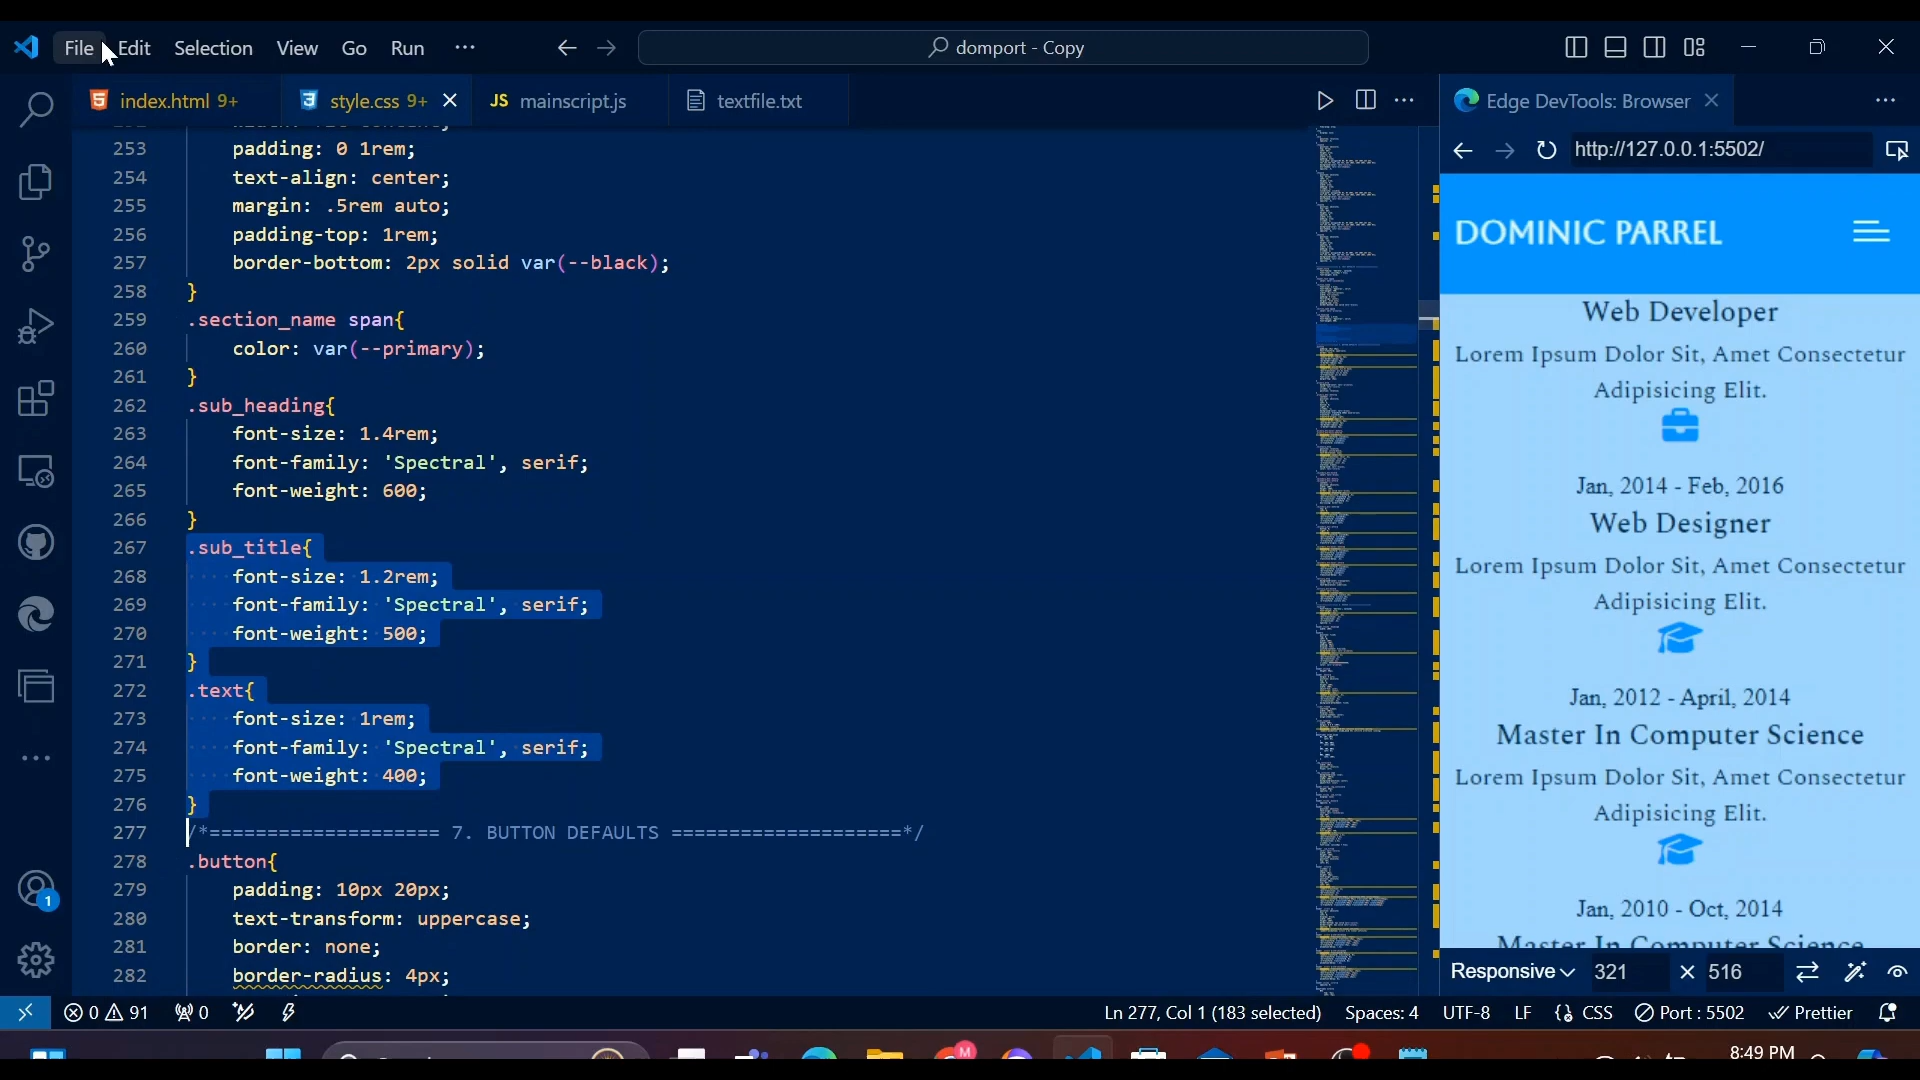 File Edit Selection View Go Run ···
domport - Copy
index.html 9+
style.css 9+
JS mainscript.js
textfile.txt
Edge DevTools: Browser
http://127.0.0.1:5502/
253 padding: 0 1rem;
254 text-align: center;
255 margin: .5rem auto;
256 padding-top: 1rem;
257 border-bottom: 2px solid var(--black);
258 }
259 .section_name span{
260 color: var(--primary);
261 }
262 .sub_heading{
263 font-size: 1.4rem;
264 font-family: 'Spectral', serif;
265 font-weight: 600;
266 }
267 .sub_title{
268 font-size: 1.2rem;
269 font-family: 'Spectral', serif;
270 font-weight: 500;
271 }
272 .text{
273 font-size: 1rem;
274 font-family: 'Spectral', serif;
275 font-weight: 400;
276 }
277 /*==================== 7. BUTTON DEFAULTS ====================*/
278 .button{
279 padding: 10px 20px;
280 text-transform: uppercase;
281 border: none;
282 border-radius: 4px;
DOMINIC PARREL
Web Developer
Lorem Ipsum Dolor Sit, Amet Consectetur
Adipisicing Elit.
Jan, 2014 - Feb, 2016
Web Designer
Lorem Ipsum Dolor Sit, Amet Consectetur
Adipisicing Elit.
Jan, 2012 - April, 2014
Master In Computer Science
Lorem Ipsum Dolor Sit, Amet Consectetur
Adipisicing Elit.
Jan, 2010 - Oct, 2014
Master In Computer Science
Responsive 321 × 516
1
0 91 0
Ln 277, Col 1 (183 selected) Spaces: 4 UTF-8 LF {} CSS Port : 5502 Prettier
M
8:49 PM